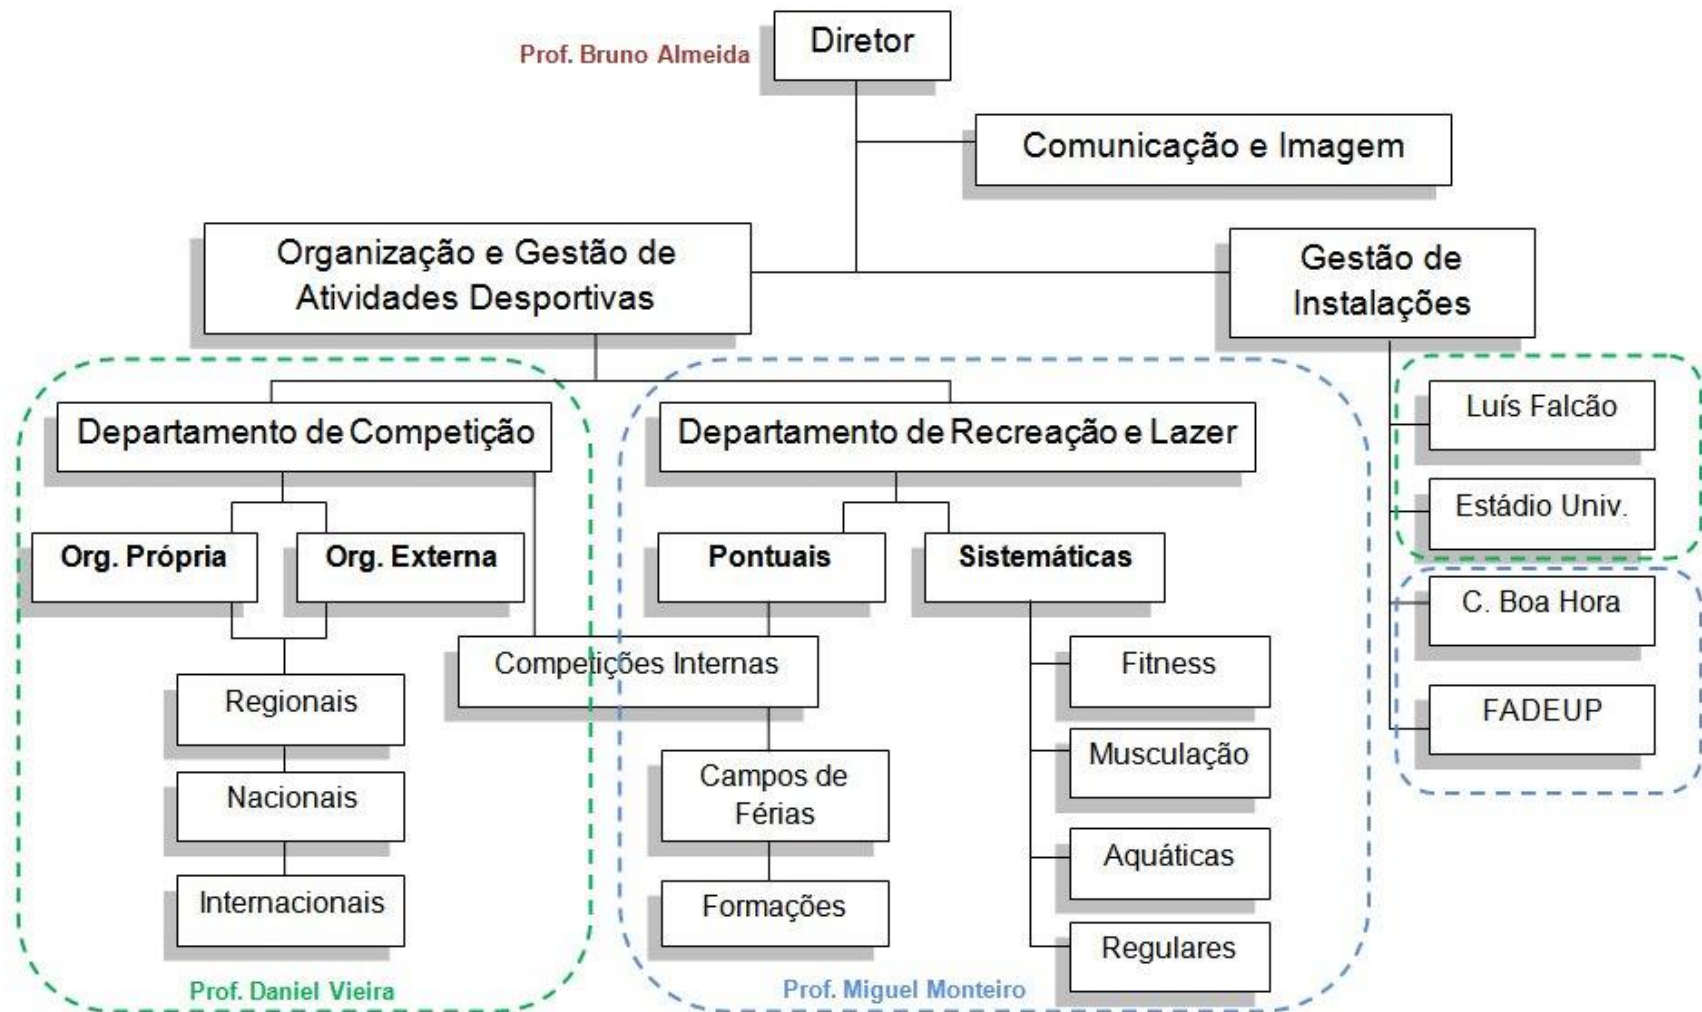 Diretor
Prof. Bruno Almeida
Comunicação e Imagem
Organização e Gestão de
Atividades Desportivas
Gestão de
Instalações
Departamento de Competição
Departamento de Recreação e Lazer
Luís Falcão
Estádio Univ.
C. Boa Hora
FADEUP
Org. Própria
Org. Externa
Pontuais
Sistemáticas
Competições Internas
Regionais
Nacionais
Internacionais
Campos de
Férias
Formações
Fitness
Musculação
Aquáticas
Regulares
Prof. Daniel Vieira
Prof. Miguel Monteiro